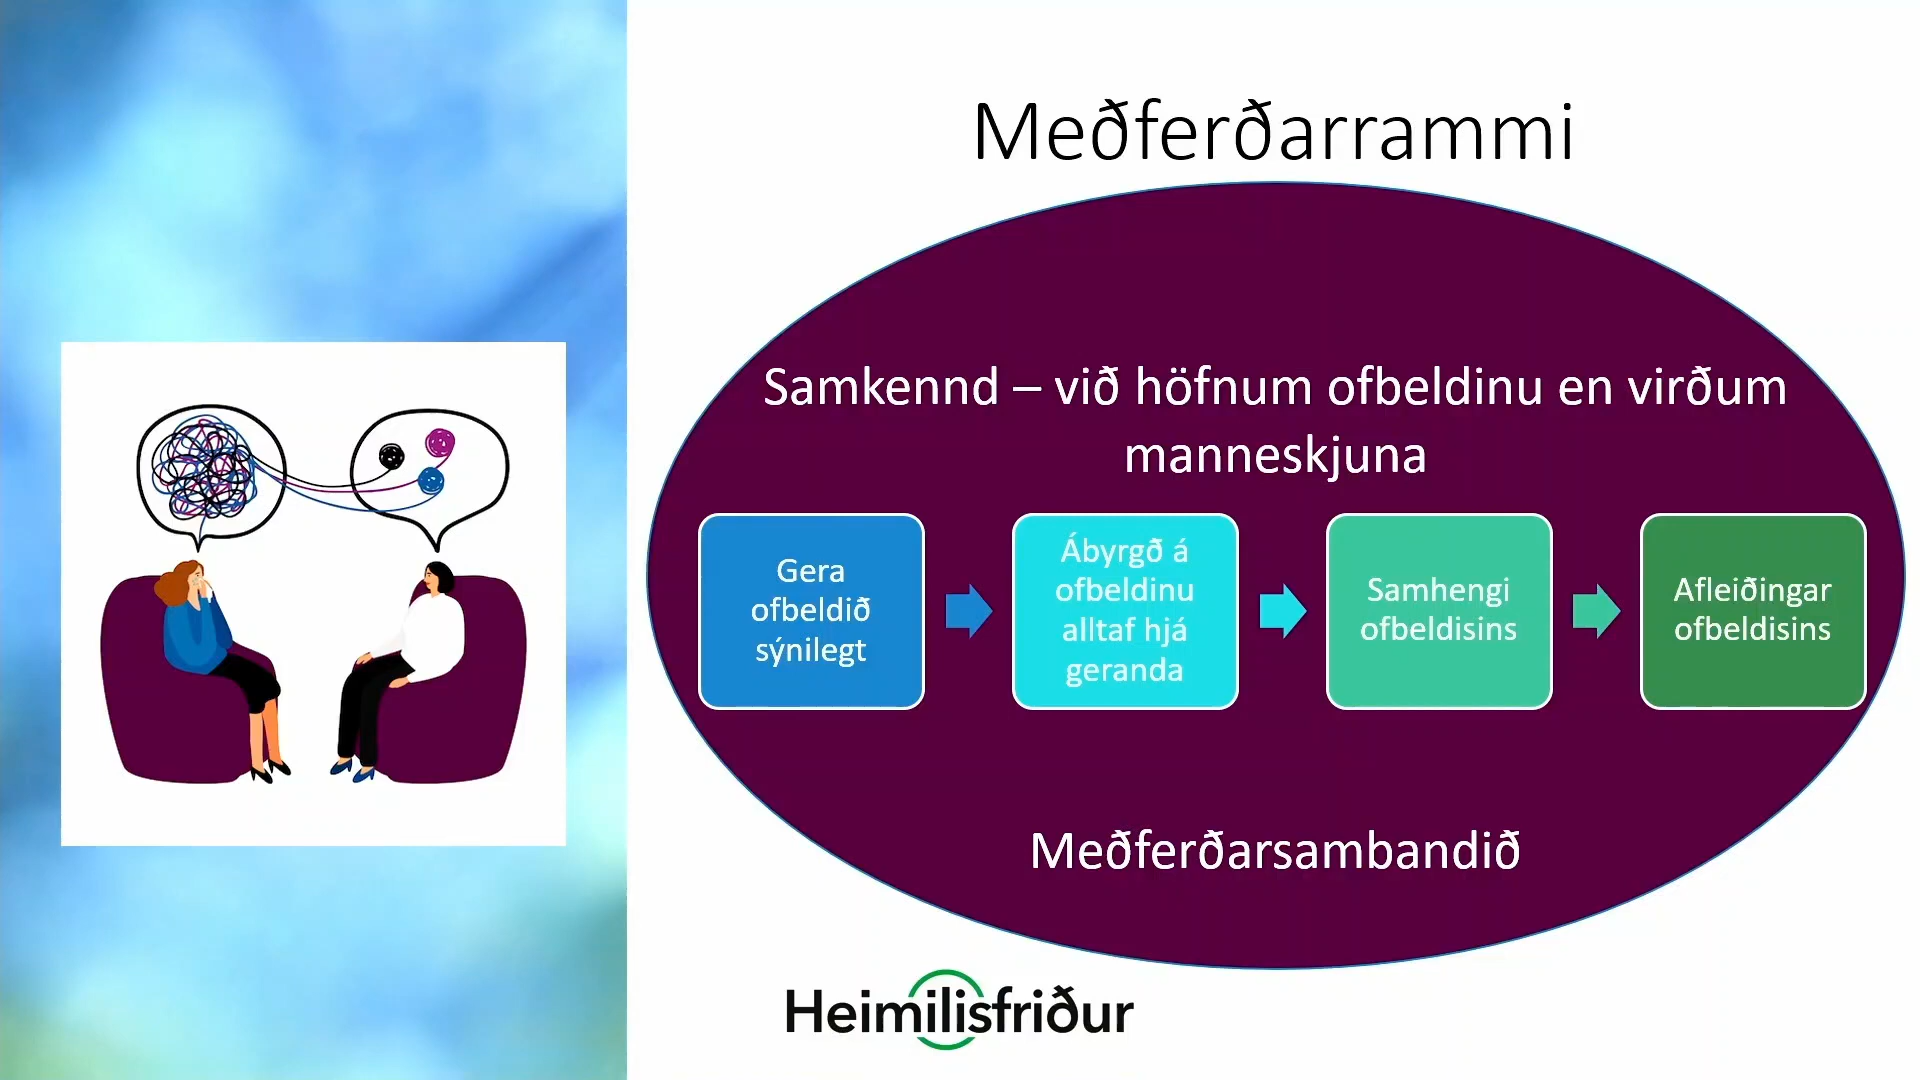 Meðferðarrammi
Samkennd – við höfnum ofbeldinu en virðum
manneskjuna
Gera
ofbeldið
sýnilegt
Ábyrgð á
ofbeldinu
alltaf hjá
geranda
Samhengi
ofbeldisins
Afleiðingar
ofbeldisins
Meðferðarsambandið
Heimilisfriður